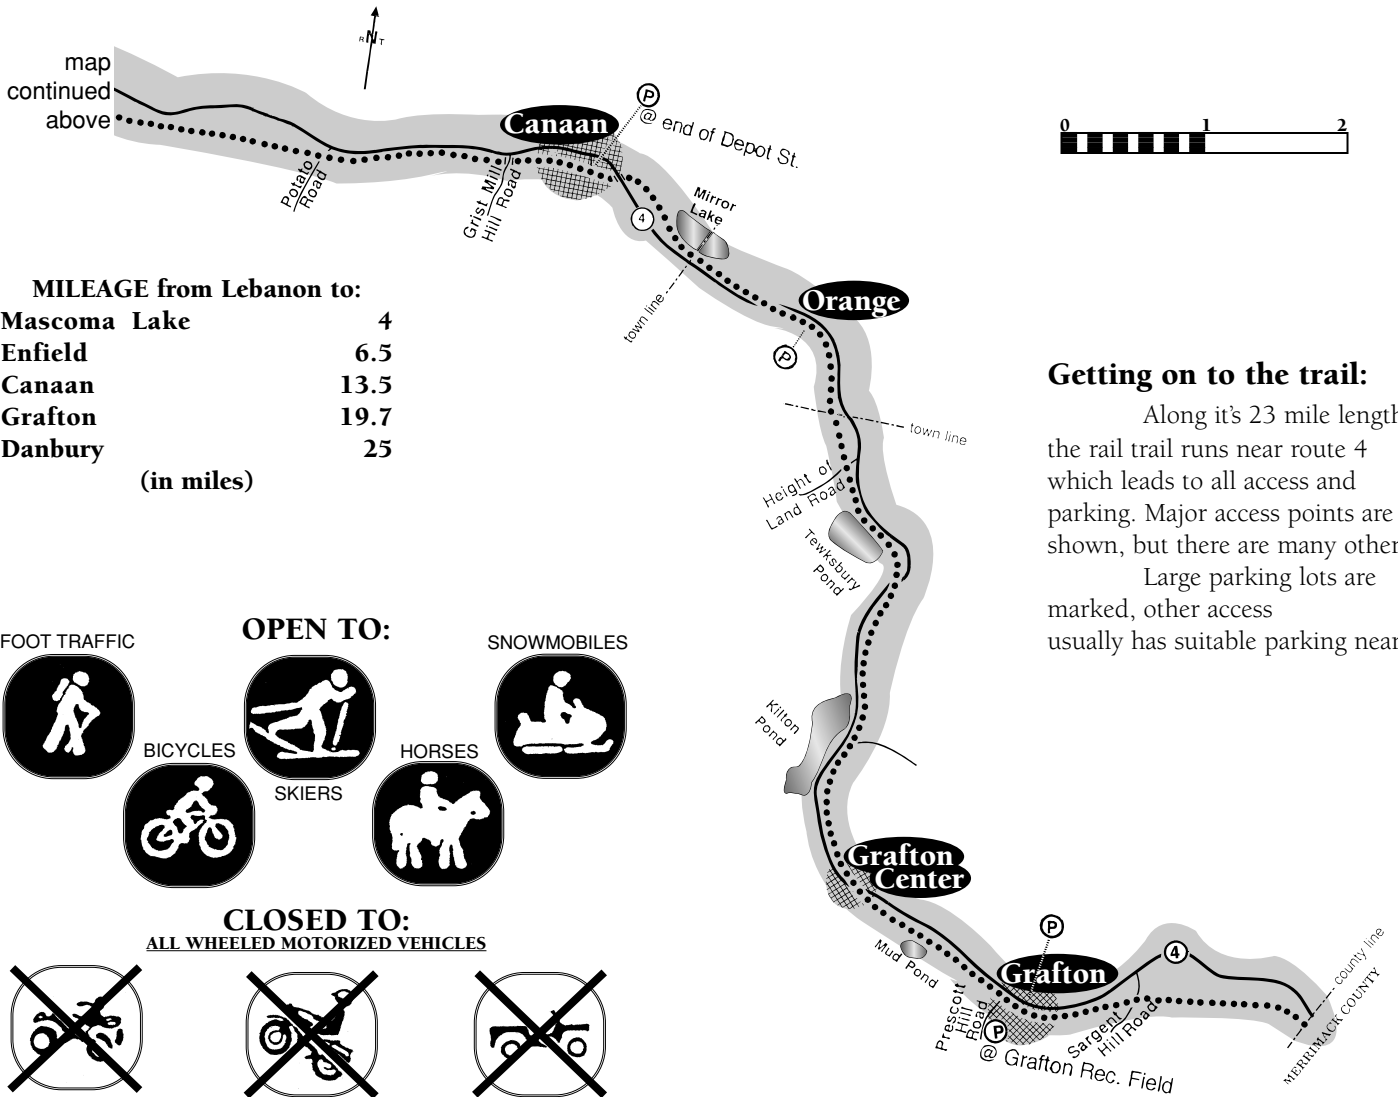 map
continued
above
N
R
T
Canaan
P
@ end of Depot St.
0 1 2
Potato
Road
Grist Mill
Hill Road
4
Mirror
Lake
town line
Orange
P
MILEAGE from Lebanon to:
Mascoma Lake 4
Enfield 6.5
Canaan 13.5
Grafton 19.7
Danbury 25
(in miles)
Getting on to the trail:
Along it's 23 mile length
the rail trail runs near route 4
which leads to all access and
parking. Major access points are
shown, but there are many other
Large parking lots are
marked, other access
usually has suitable parking near
town line
Height of
Land Road
Tewksbury
Pond
Kilton
Pond
OPEN TO:
FOOT TRAFFIC
SNOWMOBILES
BICYCLES
HORSES
SKIERS
CLOSED TO:
ALL WHEELED MOTORIZED VEHICLES
Grafton
Center
Mud Pond
P
Grafton
4
Prescott
Hill
Road
P
@ Grafton Rec. Field
Sargent
Hill Road
county line
MERRIMACK COUNTY